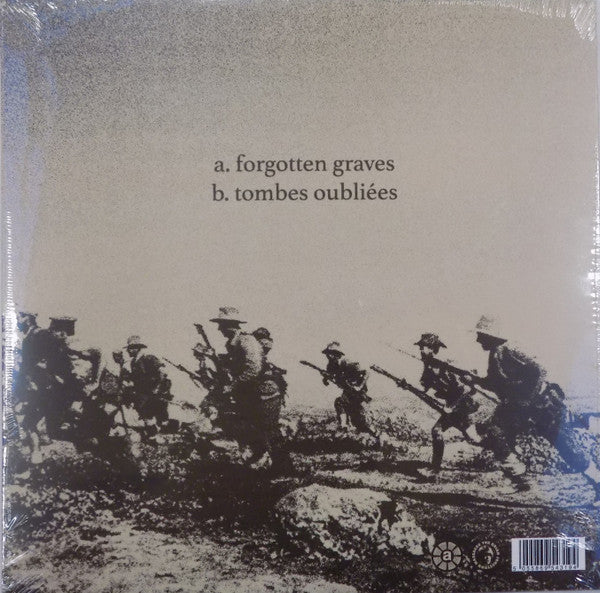 a. forgotten graves
b. tombes oubliées
a